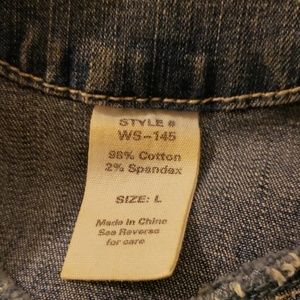 STYLE #
WS-145
98% Cotton
2% Spandex
SIZE: L
Made in China
See Reverse
for care